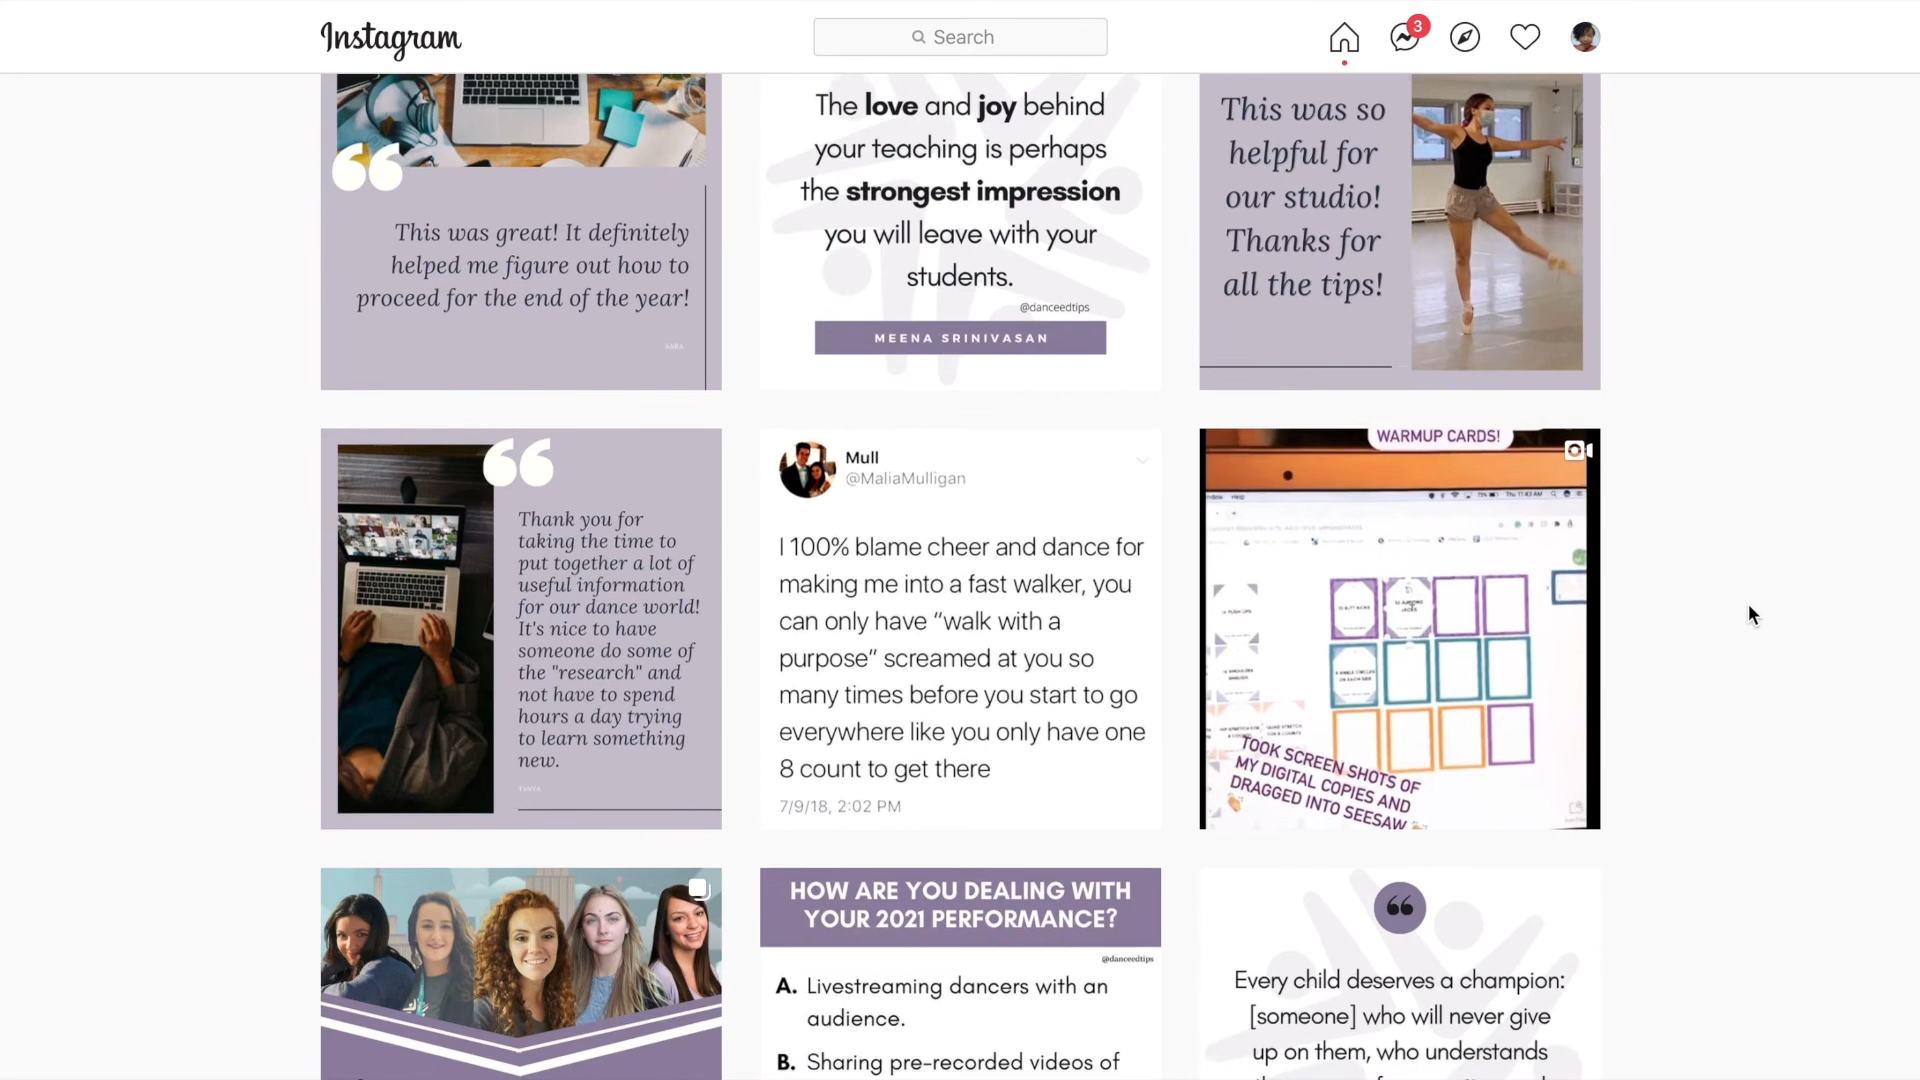 Instagram
Search
3
This was great! It definitely
helped me figure out how to
proceed for the end of the year!
SARA
The love and joy behind
your teaching is perhaps
the strongest impression
you will leave with your
students.
@danceedtips
MEENA SRINIVASAN
This was so
helpful for
our studio!
Thanks for
all the tips!
Thank you for
taking the time to
put together a lot of
useful information
for our dance world!
It's nice to have
someone do some of
the "research" and
not have to spend
hours a day trying
to learn something
new.
TANYA
Mull
@MaliaMulligan
I 100% blame cheer and dance for
making me into a fast walker, you
can only have “walk with a
purpose” screamed at you so
many times before you start to go
everywhere like you only have one
8 count to get there
7/9/18, 2:02 PM
WARMUP CARDS!
Help
Thu 11:43 AM
TOOK SCREEN SHOTS OF
MY DIGITAL COPIES AND
DRAGGED INTO SEESAW
HOW ARE YOU DEALING WITH
YOUR 2021 PERFORMANCE?
@danceedtips
A. Livestreaming dancers with an
audience.
B. Sharing pre-recorded videos of
Every child deserves a champion:
[someone] who will never give
up on them, who understands